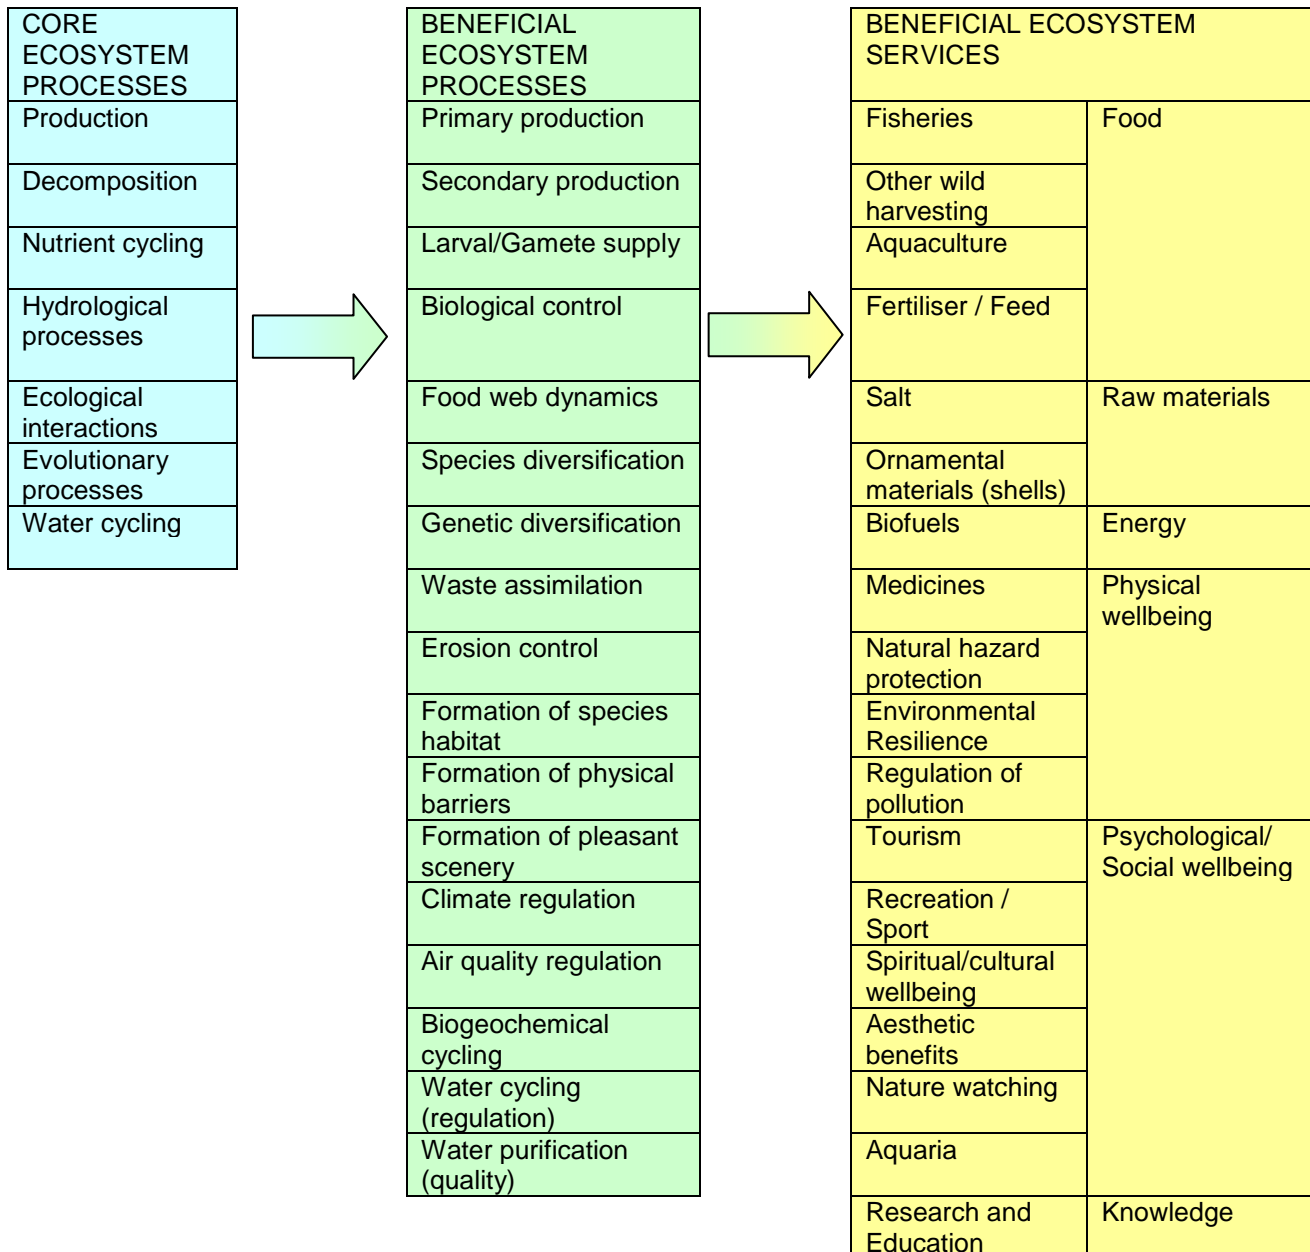 CORE
ECOSYSTEM
PROCESSES
Production
Decomposition
Nutrient cycling
Hydrological
processes
Ecological
interactions
Evolutionary
processes
Water cycling
BENEFICIAL
ECOSYSTEM
PROCESSES
Primary production
Secondary production
Larval/Gamete supply
Biological control
Food web dynamics
Species diversification
Genetic diversification
Waste assimilation
Erosion control
Formation of species
habitat
Formation of physical
barriers
Formation of pleasant
scenery
Climate regulation
Air quality regulation
Biogeochemical
cycling
Water cycling
(regulation)
Water purification
(quality)
BENEFICIAL ECOSYSTEM
SERVICES
Fisheries
Food
Other wild
harvesting
Aquaculture
Fertiliser / Feed
Salt
Raw materials
Ornamental
materials (shells)
Biofuels
Energy
Medicines
Physical
wellbeing
Natural hazard
protection
Environmental
Resilience
Regulation of
pollution
Tourism
Psychological/
Social wellbeing
Recreation /
Sport
Spiritual/cultural
wellbeing
Aesthetic
benefits
Nature watching
Aquaria
Research and
Education
Knowledge